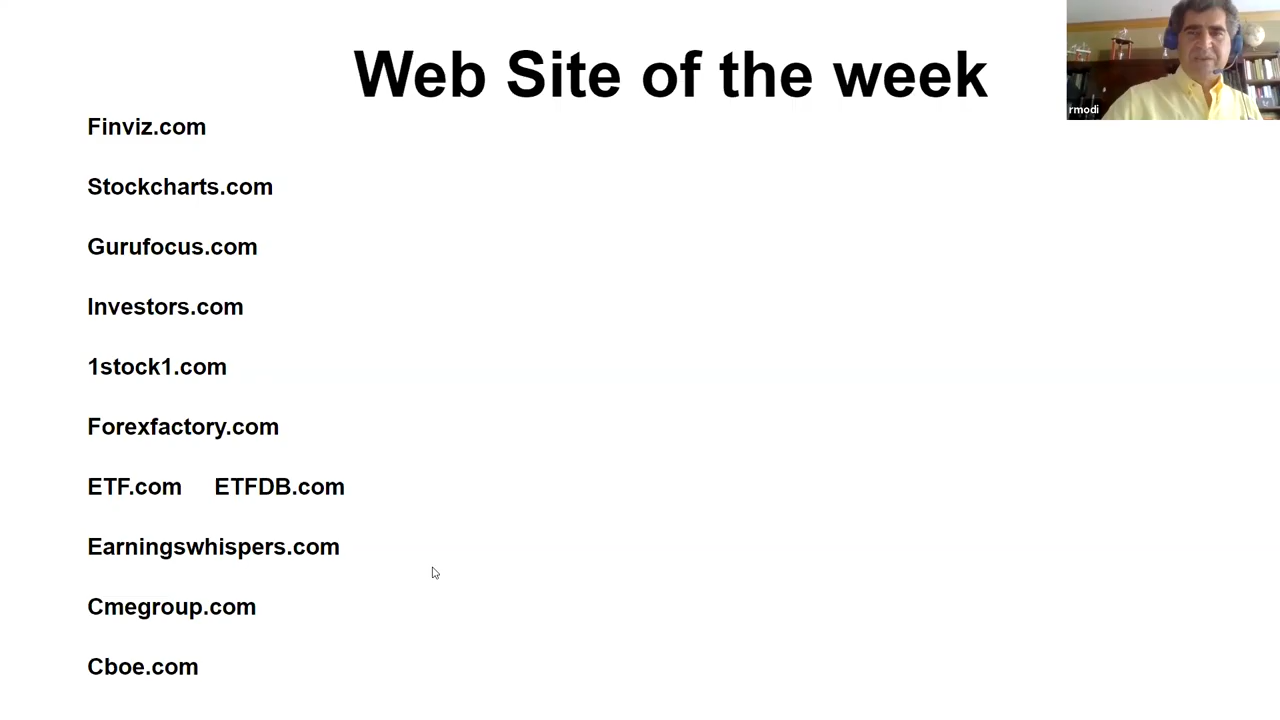 Web Site of the week
rmodi
Finviz.com
Stockcharts.com
Gurufocus.com
Investors.com
1stock1.com
Forexfactory.com
ETF.com ETFDB.com
Earningswhispers.com
Cmegroup.com
Cboe.com